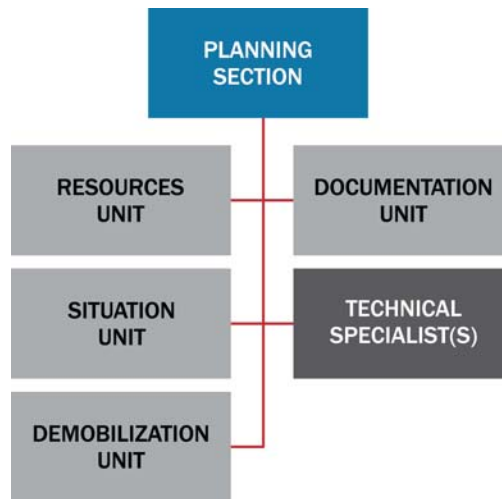 PLANNING
SECTION
RESOURCES
UNIT
DOCUMENTATION
UNIT
SITUATION
UNIT
TECHNICAL
SPECIALIST(S)
DEMOBILIZATION
UNIT